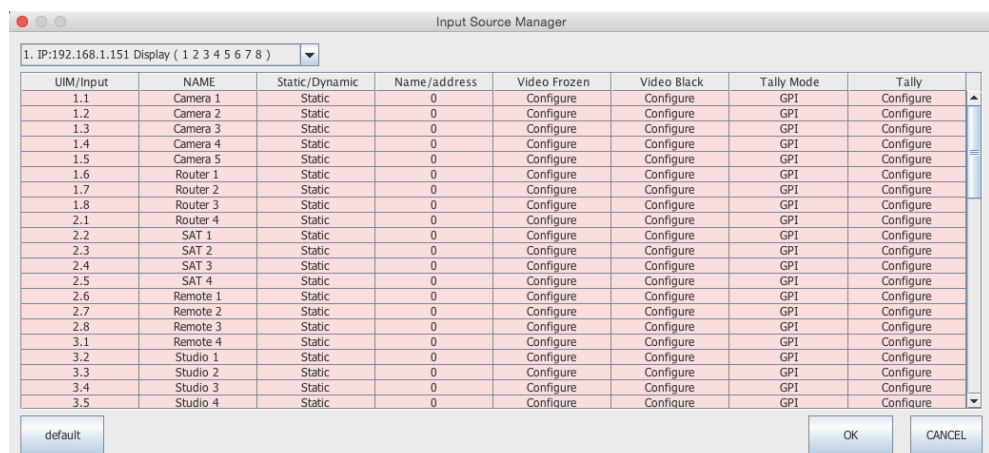 Input Source Manager
1. IP:192.168.1.151 Display ( 1 2 3 4 5 6 7 8 )
UIM/Input NAME Static/Dynamic Name/address Video Frozen Video Black Tally Mode Tally
1.1 Camera 1 Static 0 Configure Configure GPI Configure
1.2 Camera 2 Static 0 Configure Configure GPI Configure
1.3 Camera 3 Static 0 Configure Configure GPI Configure
1.4 Camera 4 Static 0 Configure Configure GPI Configure
1.5 Camera 5 Static 0 Configure Configure GPI Configure
1.6 Router 1 Static 0 Configure Configure GPI Configure
1.7 Router 2 Static 0 Configure Configure GPI Configure
1.8 Router 3 Static 0 Configure Configure GPI Configure
2.1 Router 4 Static 0 Configure Configure GPI Configure
2.2 SAT 1 Static 0 Configure Configure GPI Configure
2.3 SAT 2 Static 0 Configure Configure GPI Configure
2.4 SAT 3 Static 0 Configure Configure GPI Configure
2.5 SAT 4 Static 0 Configure Configure GPI Configure
2.6 Remote 1 Static 0 Configure Configure GPI Configure
2.7 Remote 2 Static 0 Configure Configure GPI Configure
2.8 Remote 3 Static 0 Configure Configure GPI Configure
3.1 Remote 4 Static 0 Configure Configure GPI Configure
3.2 Studio 1 Static 0 Configure Configure GPI Configure
3.3 Studio 2 Static 0 Configure Configure GPI Configure
3.4 Studio 3 Static 0 Configure Configure GPI Configure
3.5 Studio 4 Static 0 Configure Configure GPI Configure
default OK CANCEL